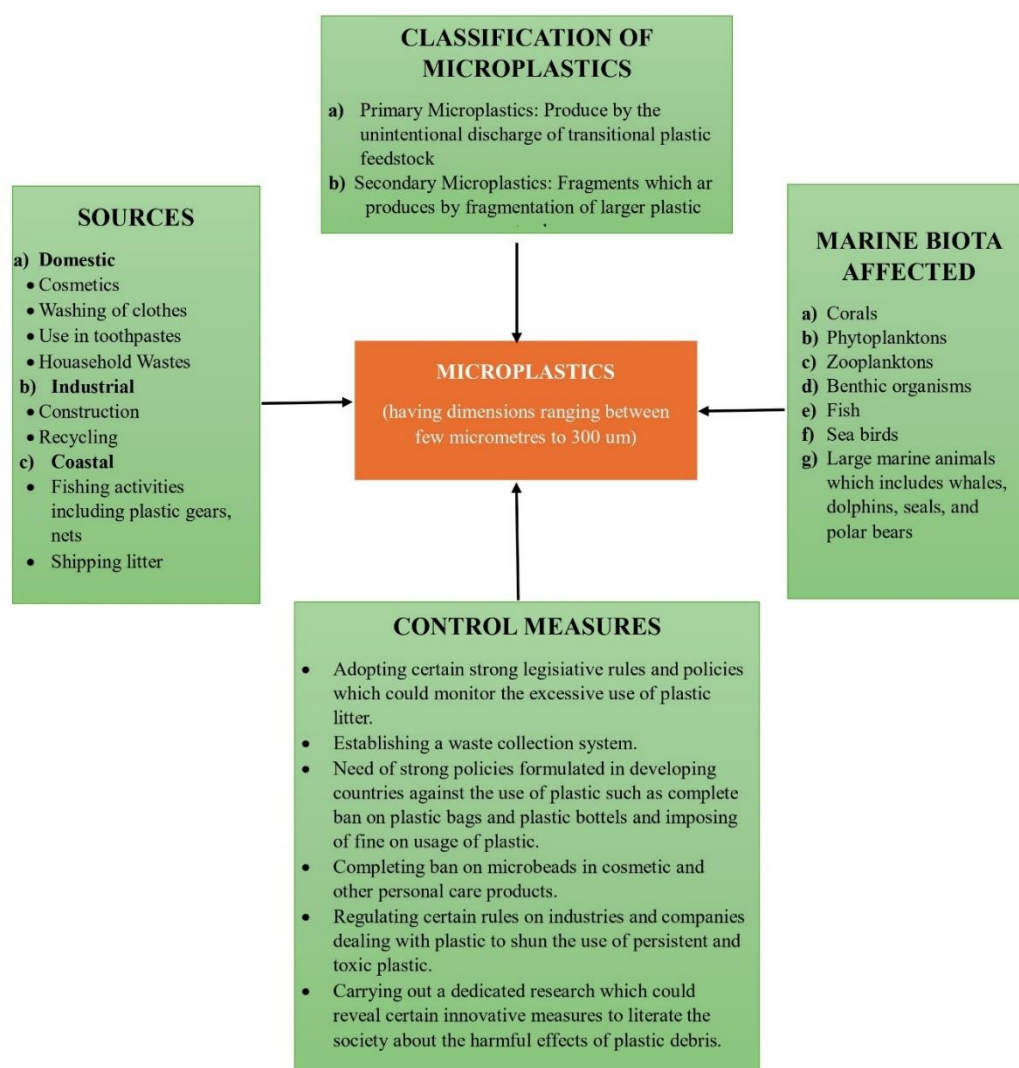 CLASSIFICATION OF
MICROPLASTICS
a) Primary Microplastics: Produce by the
unintentional discharge of transitional plastic
feedstock
b) Secondary Microplastics: Fragments which ar
produces by fragmentation of larger plastic
SOURCES
a) Domestic
• Cosmetics
• Washing of clothes
• Use in toothpastes
• Houasehold Wastes
b) Industrial
• Construction
• Recycling
c) Coastal
• Fishing activities
including plastic gears,
nets
• Shipping litter
MICROPLASTICS
(having dimensions ranging between
few micrometres to 300 um)
MARINE BIOTA
AFFECTED
a) Corals
b) Phytoplanktons
c) Zooplanktons
d) Benthic organisms
e) Fish
f) Sea birds
g) Large marine animals
which includes whales,
dolphins, seals, and
polar bears
CONTROL MEASURES
• Adopting certain strong legisiative rules and policies
which could monitor the excessive use of plastic
litter.
• Establishing a waste collection system.
• Need of strong policies formulated in developing
countries against the use of plastic such as complete
ban on plastic bags and plastic bottels and imposing
of fine on usage of plastic.
• Completing ban on microbeads in cosmetic and
other personal care products.
• Regulating certain rules on industries and companies
dealing with plastic to shun the use of persistent and
toxic plastic.
• Carrying out a dedicated research which could
reveal certain innovative measures to literate the
society about the harmful effects of plastic debris.